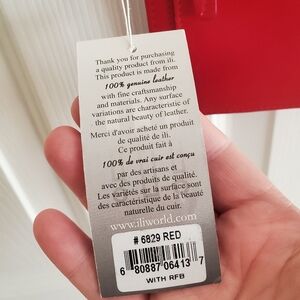 Thank you for purchasing
a quality product from ili.
This product is made from
100% genuine leather
with fine craftsmanship
and materials. Any surface
variations are characteristic of
the natural beauty of leather.
Merci d'avoir acheté un produit
de qualité de ili.
Ce produit fait à
100% de vrai cuir est conçu
par des artisans et
avec des produits de qualité.
Les variétés sur la surface sont
des caractéristique de la beauté
naturelle du cuir.
www.iliworld.com
# 6829 RED
6 80887 06413 7
WITH RFB